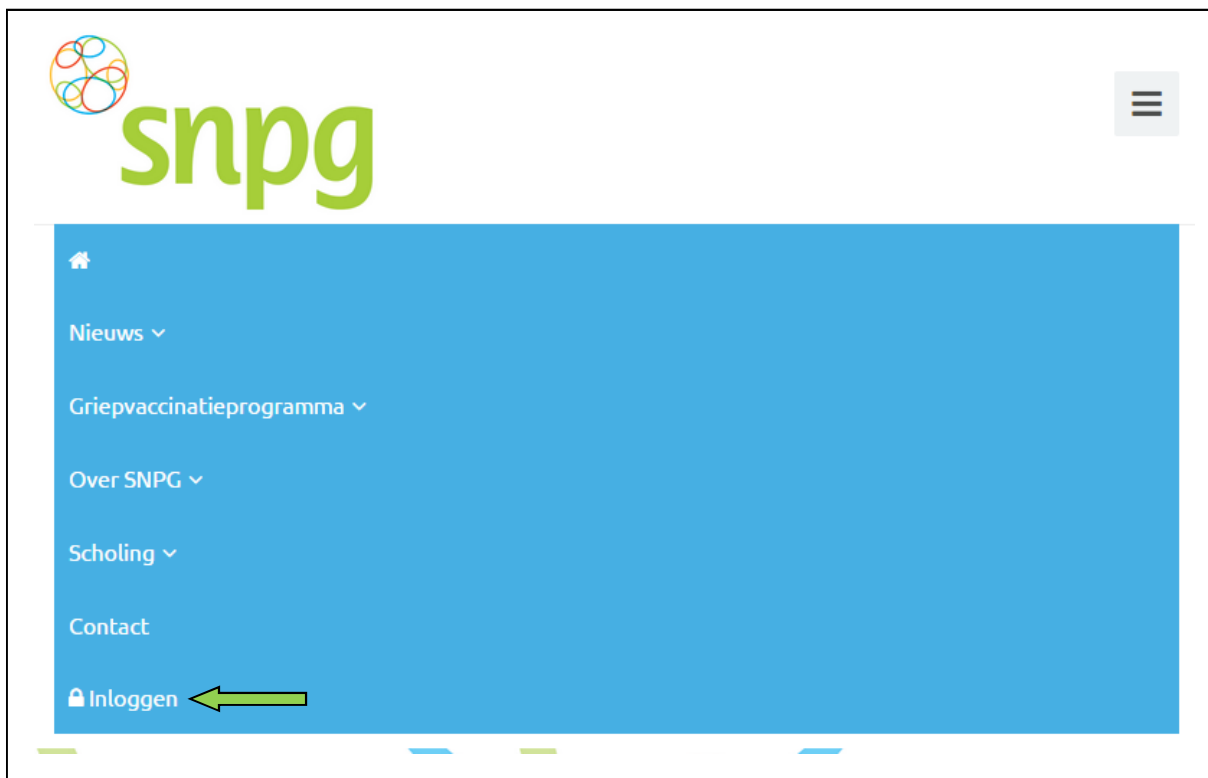 snpg
Nieuws
Griepvaccinatieprogramma
Over SNPG
Scholing
Contact
Inloggen